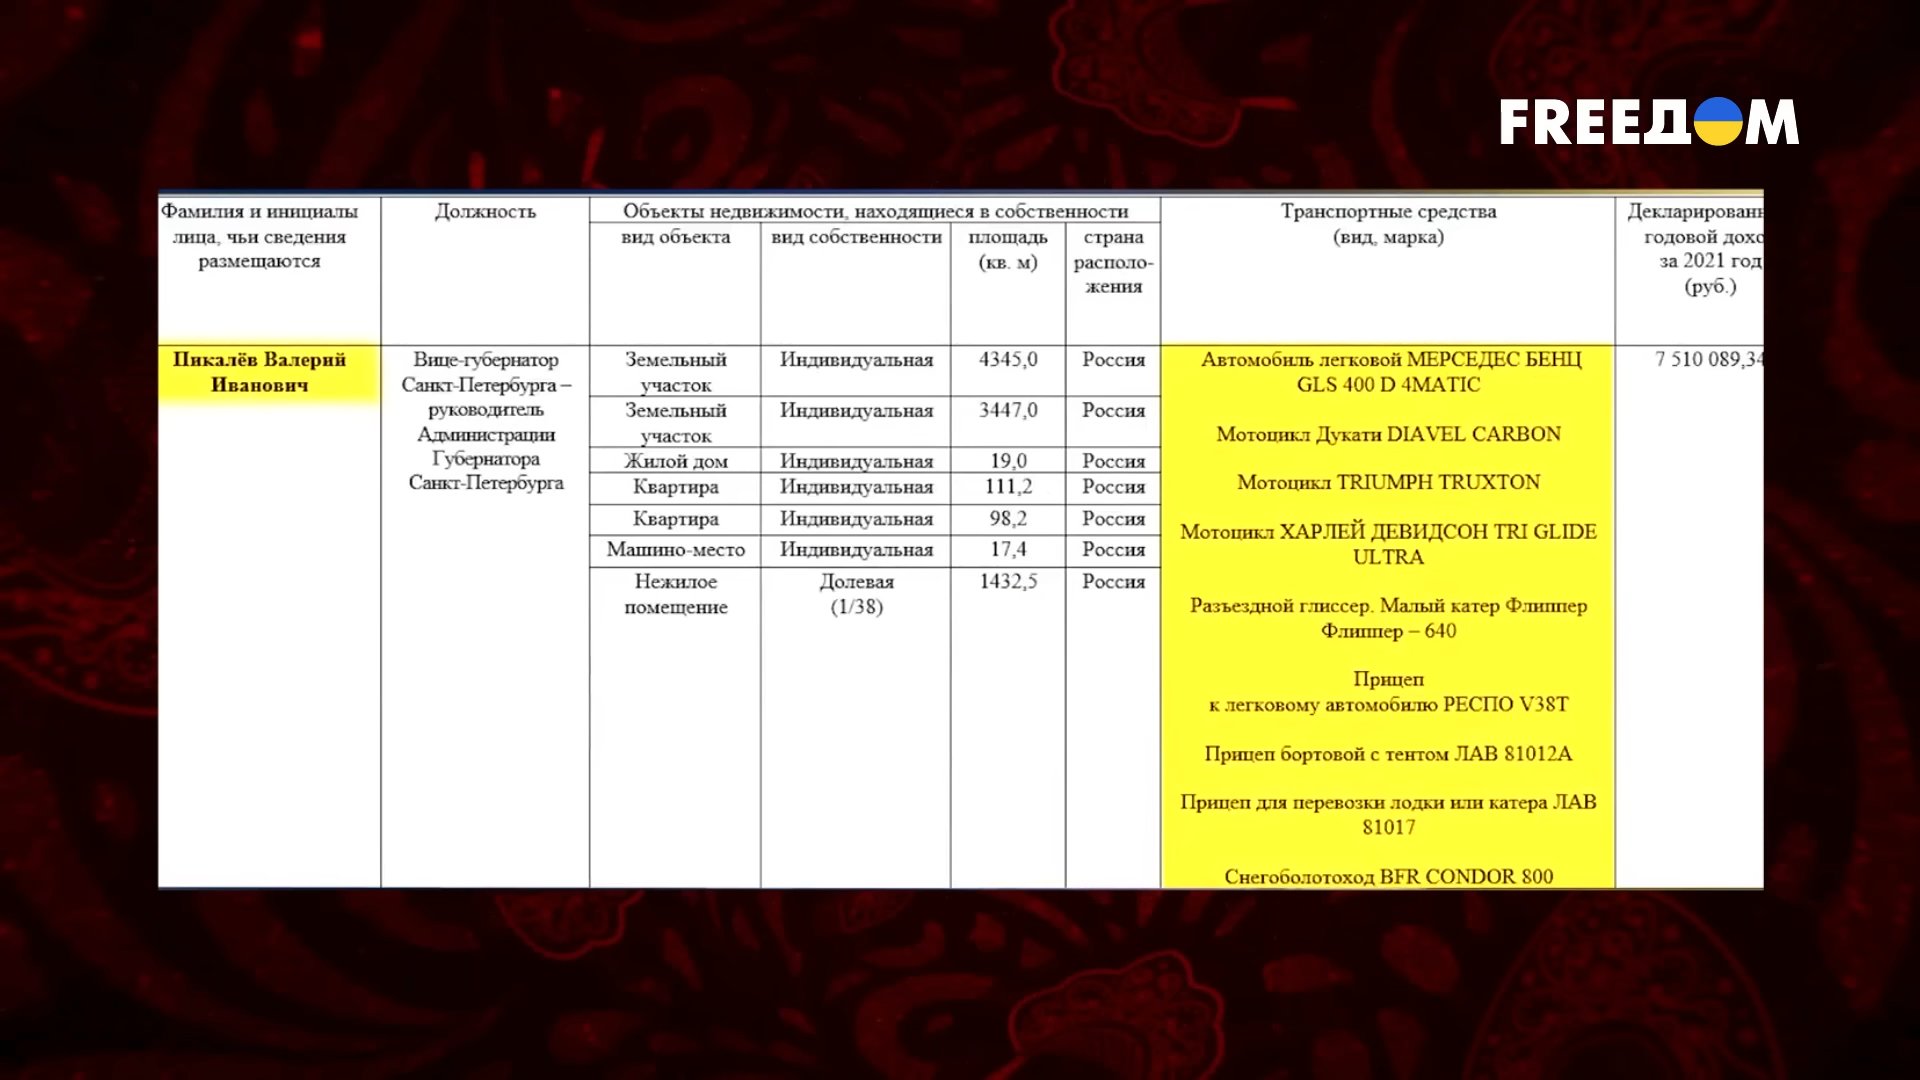 FREEДОМ
Фамилия и инициалы
лица, чьи сведения
размещаются
Должность
Объекты недвижимости, находящиеся в собственности
вид объекта
вид собственности
площадь
(кв. м)
страна
располо-
жения
Транспортные средства
(вид, марка)
Декларированн
годовой дохо
за 2021 год
(руб.)
Пикалёв Валерий
Иванович
Вице-губернатор
Санкт-Петербурга –
руководитель
Администрации
Губернатора
Санкт-Петербурга
Земельный
участок
Индивидуальная
4345,0
Россия
Земельный
участок
Индивидуальная
3447,0
Россия
Жилой дом
Индивидуальная
19,0
Россия
Квартира
Индивидуальная
111,2
Россия
Квартира
Индивидуальная
98,2
Россия
Машино-место
Индивидуальная
17,4
Россия
Нежилое
помещение
Долевая
(1/38)
1432,5
Россия
Автомобиль легковой МЕРСЕДЕС БЕНЦ
GLS 400 D 4MATIC
Мотоцикл Дукати DIAVEL CARBON
Мотоцикл TRIUMPH TRUXTON
Мотоцикл ХАРЛЕЙ ДЕВИДСОН TRI GLIDE
ULTRA
Разъездной глиссер. Малый катер Флиппер
Флиппер – 640
Прицеп
к легковому автомобилю РЕСПО V38T
Прицеп бортовой с тентом ЛАВ 81012А
Прицеп для перевозки лодки или катера ЛАВ
81017
Снегоболотоход BFR CONDOR 800
7 510 089,34